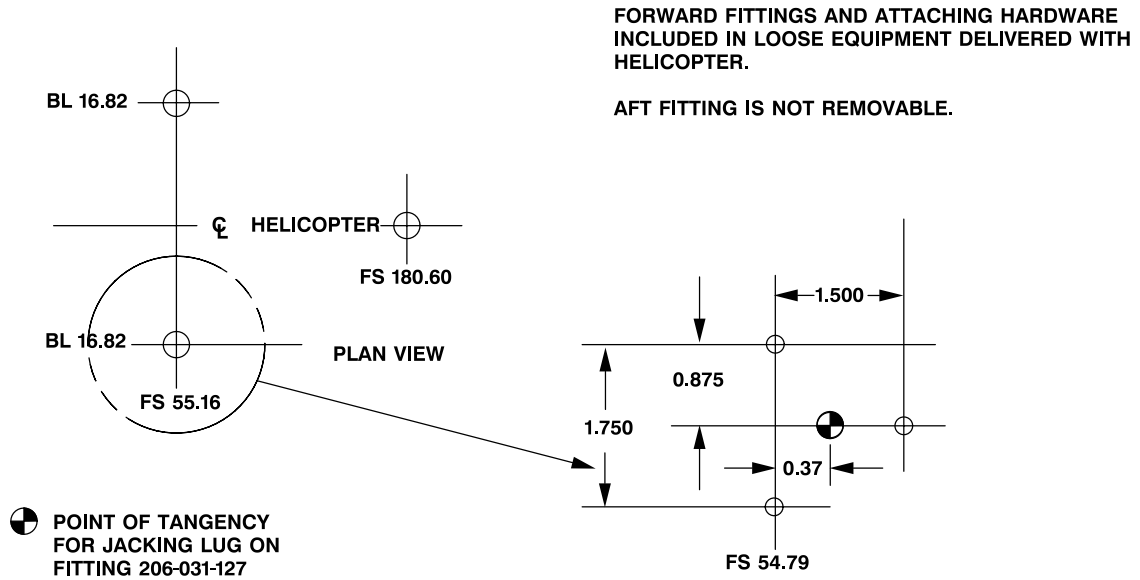 FORWARD FITTINGS AND ATTACHING HARDWARE
INCLUDED IN LOOSE EQUIPMENT DELIVERED WITH
HELICOPTER.
AFT FITTING IS NOT REMOVABLE.
BL 16.82
℄ HELICOPTER
FS 180.60
BL 16.82
PLAN VIEW
FS 55.16
1.500
0.875
1.750
0.37
FS 54.79
POINT OF TANGENCY
FOR JACKING LUG ON
FITTING 206-031-127